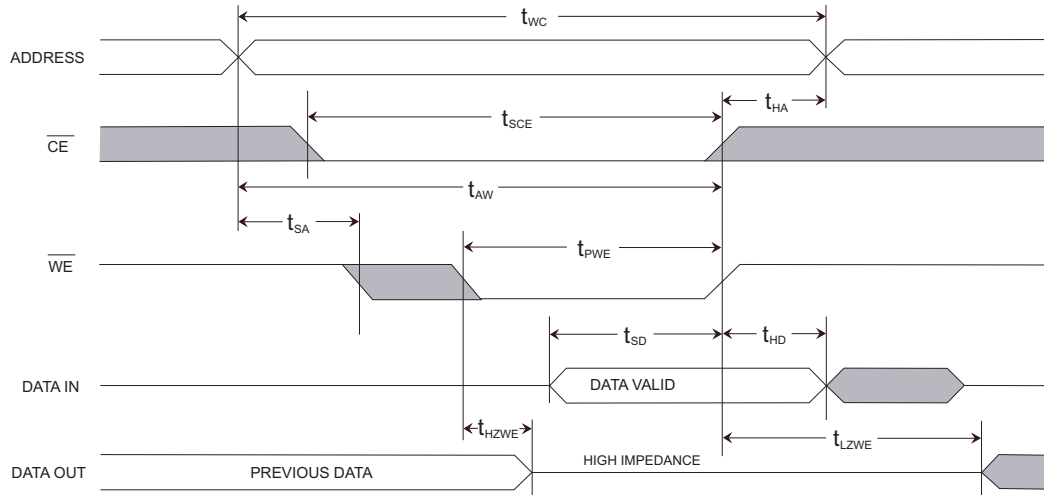 tWC
ADDRESS
tHA
tSCE
CE
tAW
tSA
tPWE
WE
tSD
tHD
DATA IN
DATA VALID
tHZWE
tLZWE
DATA OUT
PREVIOUS DATA
HIGH IMPEDANCE